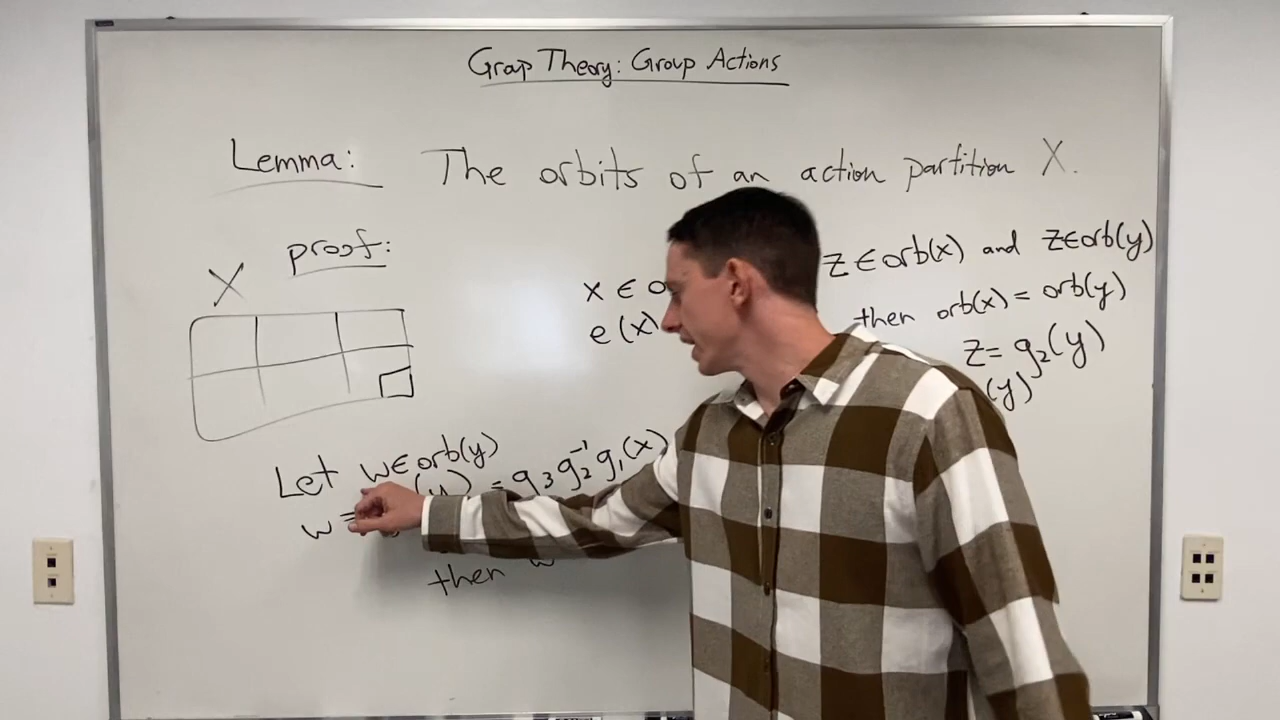 Group Theory: Group Actions
Lemma: The orbits of an action partition X.
proof:
X
x ∈ o
e(x)
z ∈ orb(x) and z∈orb(y)
then orb(x) = orb(y)
z = g₂(y)
(y)
Let w∈orb(y)
w = (y) = g₃g₂⁻¹g₁(x)
then w